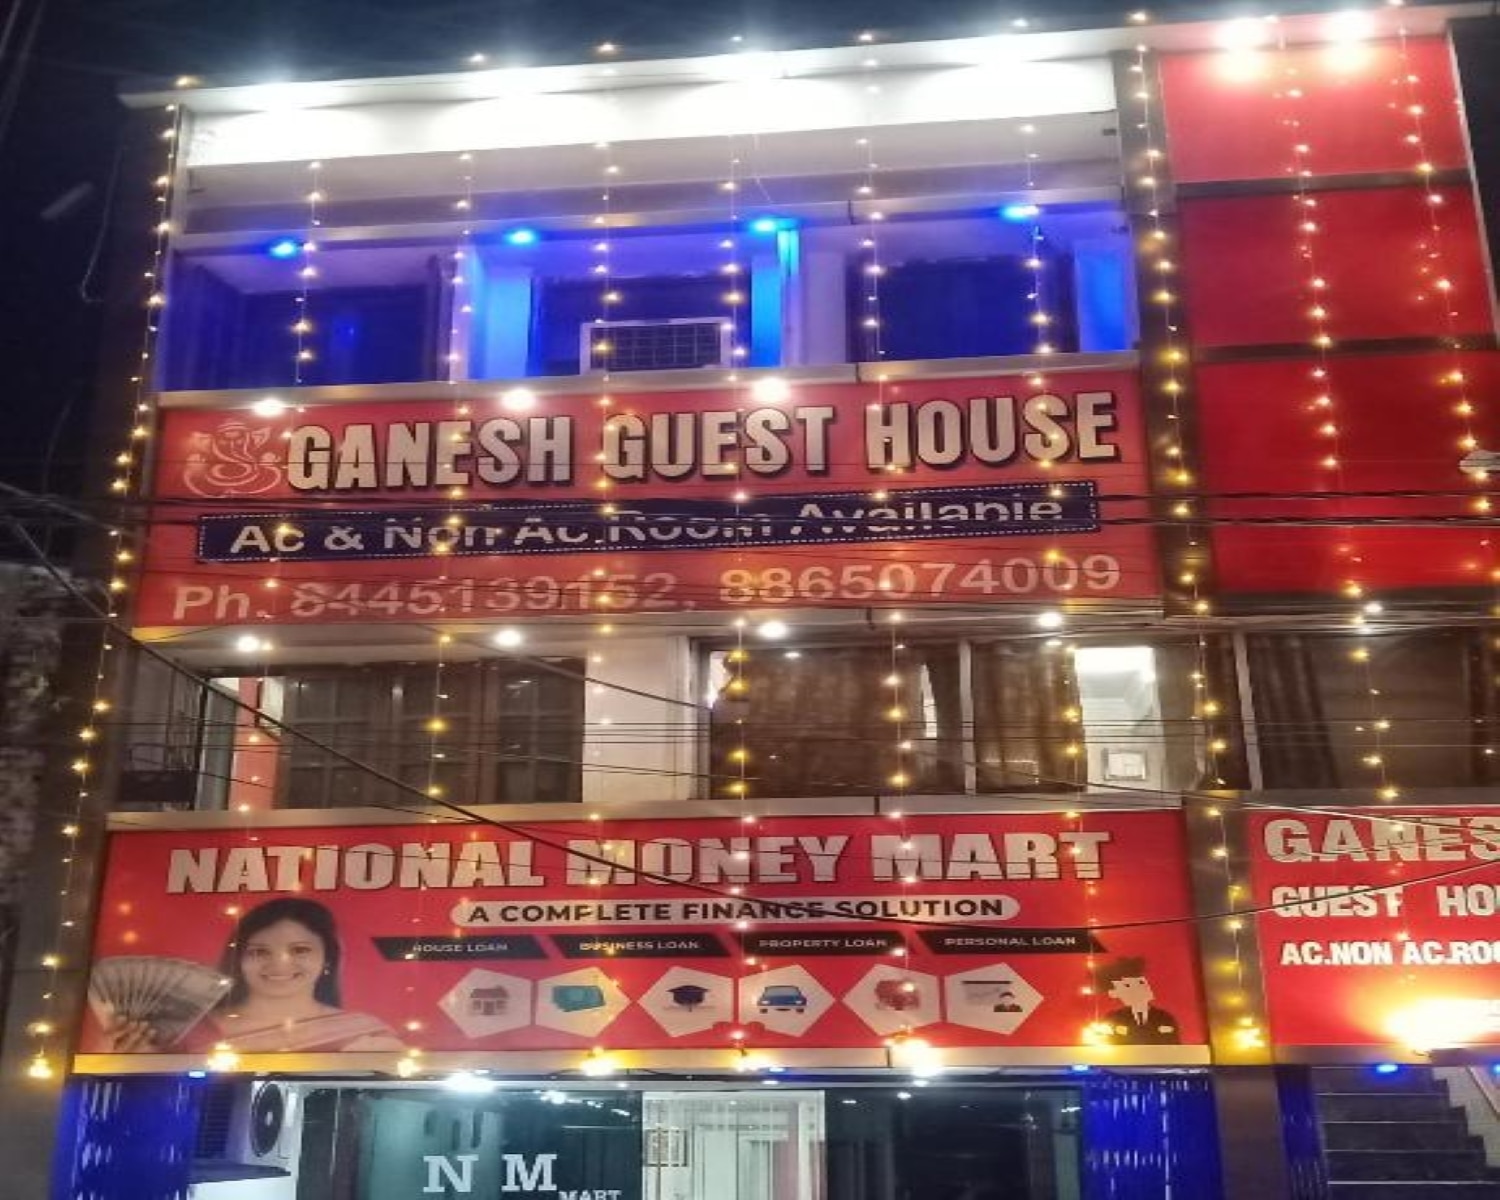 GANESH GUEST HOUSE
Ac & Non Ac.Room Available
Ph. 8445139152, 8865074009
NATIONAL MONEY MART
A COMPLETE FINANCE SOLUTION
HOUSE LOAN BUSINESS LOAN PROPERTY LOAN PERSONAL LOAN
GANES
GUEST HO
AC.NON AC.ROO
N M
MART